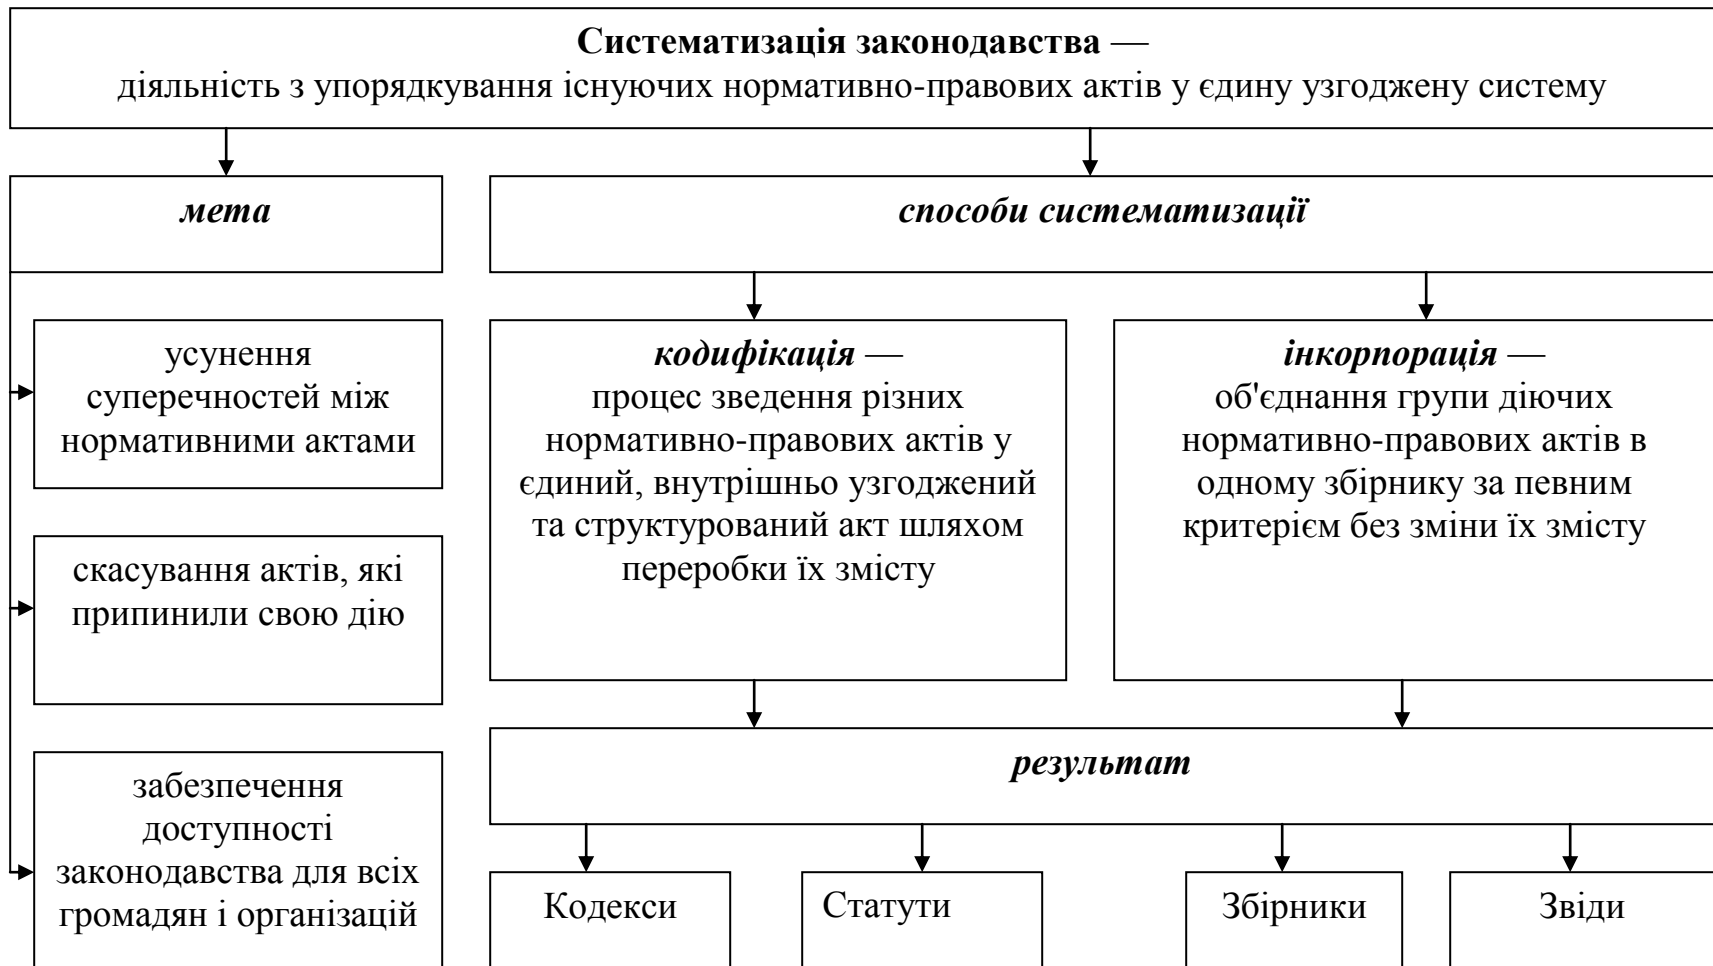 Систематизація законодавства —
діяльність з упорядкування існуючих нормативно-правових актів у єдину узгоджену систему
мета
усунення
суперечностей між
нормативними актами
скасування актів, які
припинили свою дію
забезпечення
доступності
законодавства для всіх
громадян і організацій
способи систематизації
кодифікація —
процес зведення різних
нормативно-правових актів у
єдиний, внутрішньо узгоджений
та структурований акт шляхом
переробки їх змісту
інкорпорація —
об'єднання групи діючих
нормативно-правових актів в
одному збірнику за певним
критерієм без зміни їх змісту
результат
Кодекси
Статути
Збірники
Звіди